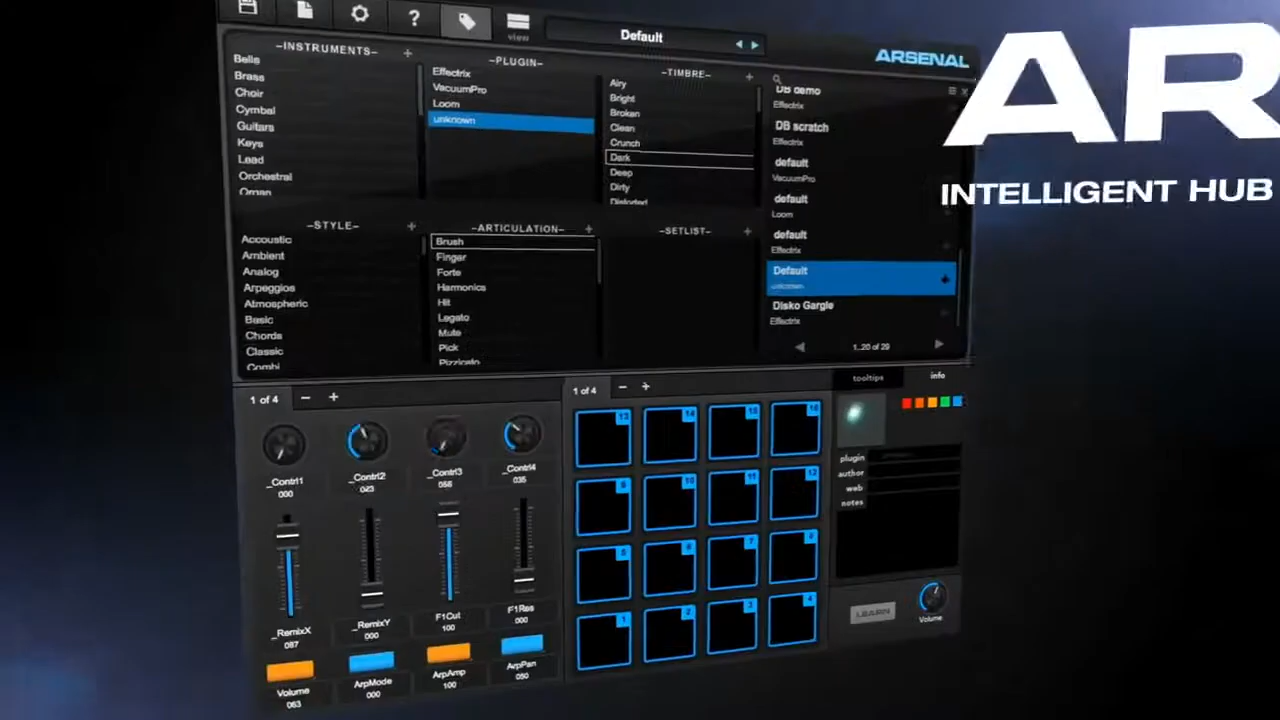 ?
view
Default
ARSENAL
AR
INTELLIGENT HUB
-INSTRUMENTS- +
Bells
Brass
Choir
Cymbal
Guitars
Keys
Lead
Orchestral
Organ
-PLUGIN-
Effectrix
VacuumPro
Loom
unknown
-TIMBRE- +
Airy
Bright
Broken
Clean
Crunch
Dark
Deep
Dirty
Distorted
DB demo
Effectrix
DB scratch
Effectrix
default
VacuumPro
default
Loom
default
Effectrix
Default
unknown
Disko Gargle
Effectrix
1..20 of 29
-STYLE- +
Accoustic
Ambient
Analog
Arpeggios
Atmospheric
Basic
Chords
Classic
Combi
-ARTICULATION- +
Brush
Finger
Forte
Harmonics
Hit
Legato
Mute
Pick
Pizzicato
-SETLIST- +
1 of 4 - +
_Contrl1
000
_Contrl2
023
_Contrl3
_Contrl4
035
_RemixX
087
_RemixY
000
F1Cut
100
F1Res
000
Volume
063
ArpMode
000
ArpAmp
100
ArpPan
050
1 of 4 - +
13 14 15 16
9 10 11 12
5 6 7 8
1 2 3 4
tooltips
info
plugin
author
web
notes
LEARN
Volume